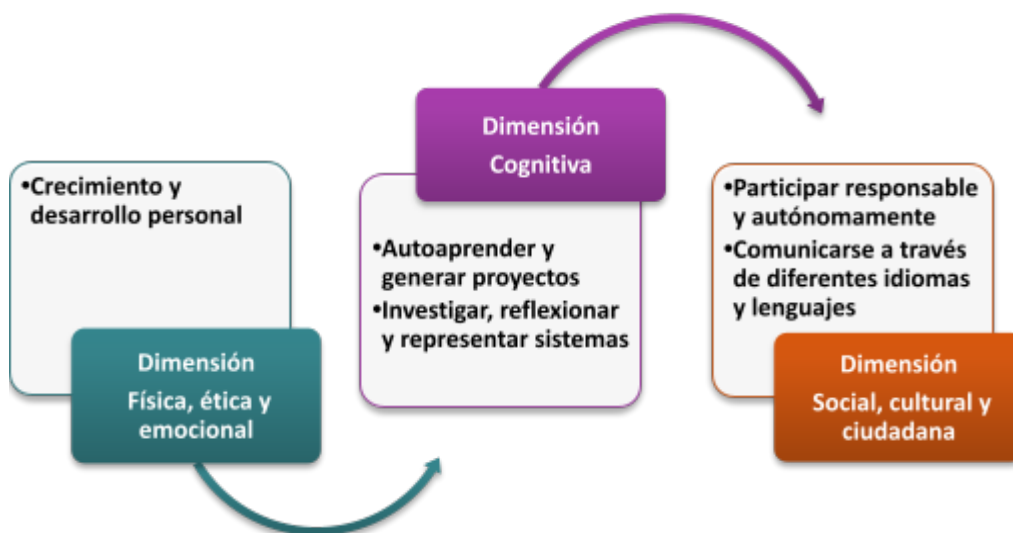 •Crecimiento y
desarrollo personal
Dimensión
Física, ética y
emocional
Dimensión
Cognitiva
•Autoaprender y
generar proyectos
•Investigar, reflexionar
y representar sistemas
•Participar responsable
y autónomamente
•Comunicarse a través
de diferentes idiomas
y lenguajes
Dimensión
Social, cultural y
ciudadana